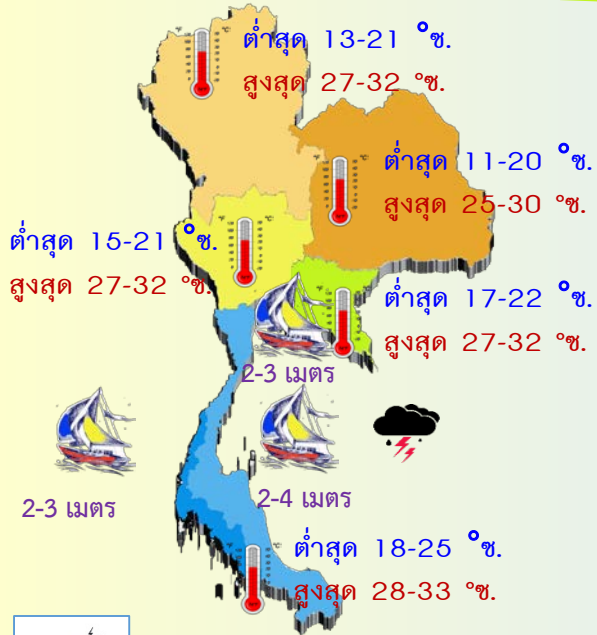 ต่ำสุด 13-21 °ซ.
สูงสุด 27-32 °ซ.
ต่ำสุด 11-20 °ซ.
สูงสุด 25-30 °ซ.
ต่ำสุด 15-21 °ซ.
สูงสุด 27-32 °ซ.
ต่ำสุด 17-22 °ซ.
สูงสุด 27-32 °ซ.
2-3 เมตร
2-3 เมตร
2-4 เมตร
ต่ำสุด 18-25 °ซ.
สูงสุด 28-33 °ซ.